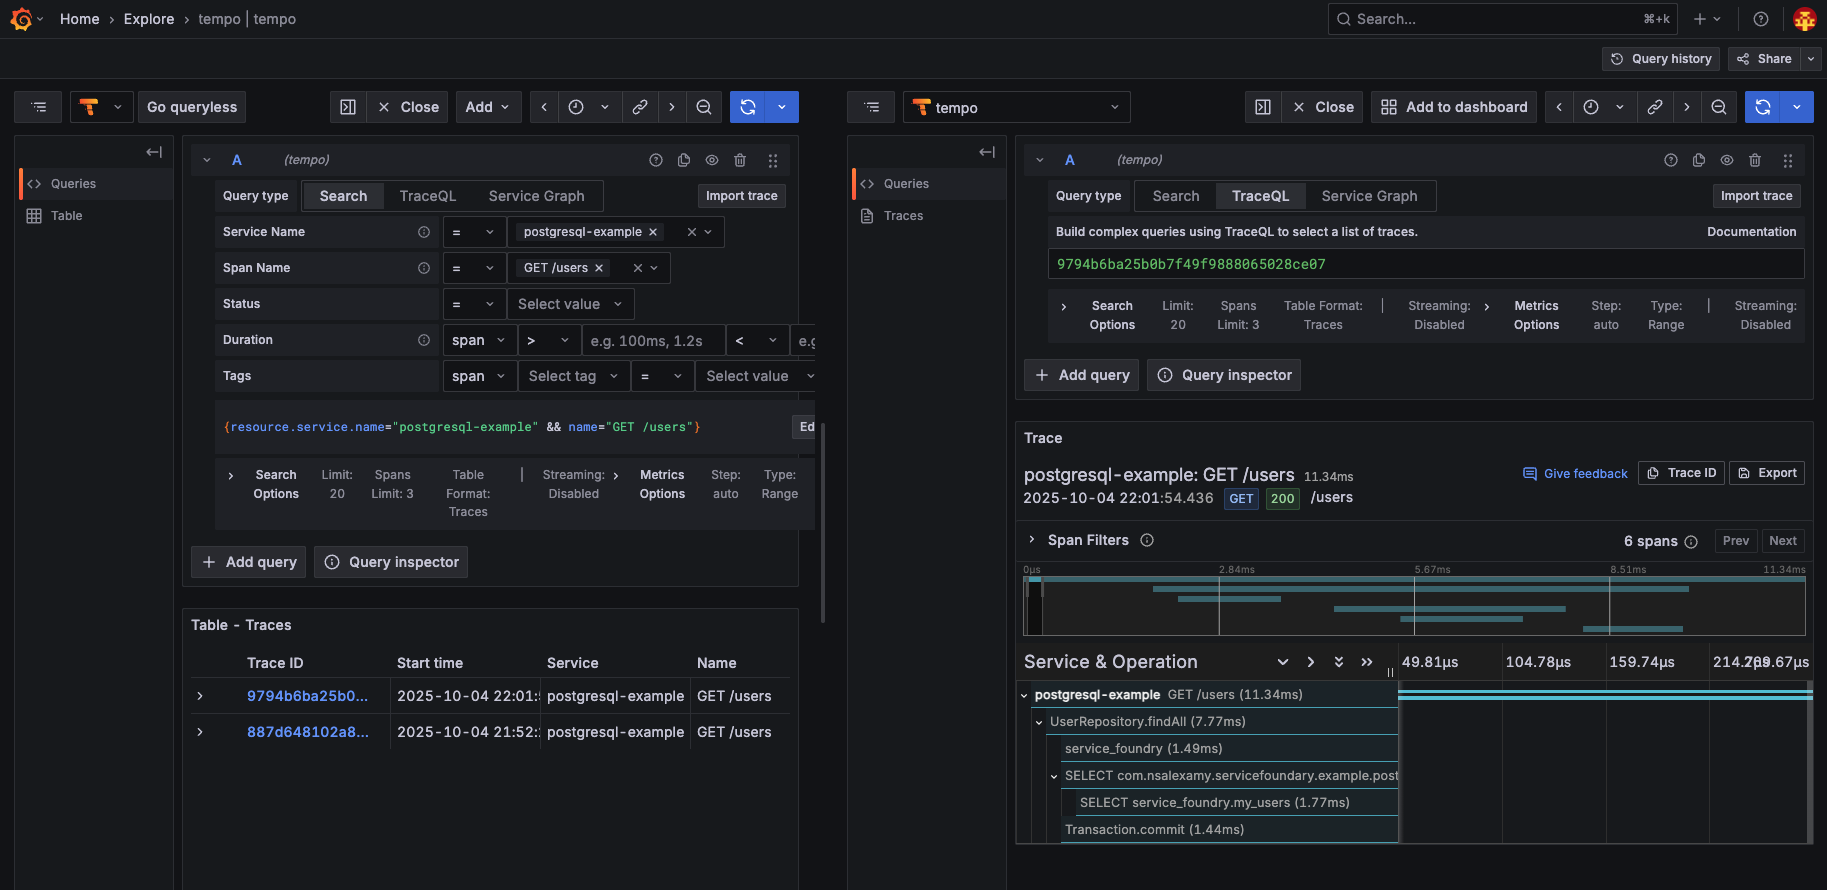 Home › Explore › tempo | tempo
Search...
⌘+k
Query history
Share
Go queryless
Close
Add
Queries
Table
A (tempo)
Query type
Search
TraceQL
Service Graph
Import trace
Service Name
=
postgresql-example
Span Name
=
GET /users
Status
=
Select value
Duration
span
>
e.g. 100ms, 1.2s
<
Tags
span
Select tag
=
Select value
{resource.service.name="postgresql-example" && name="GET /users"}
Search Options
Limit: 20
Spans Limit: 3
Table Format: Traces
|
Streaming: Disabled
Metrics Options
Step: auto
Type: Range
+ Add query
Query inspector
Table - Traces
Trace ID
Start time
Service
Name
9794b6ba25b0...
2025-10-04 22:01:
postgresql-example
GET /users
887d648102a8...
2025-10-04 21:52:
postgresql-example
GET /users
tempo
Close
Add to dashboard
Queries
Traces
A (tempo)
Query type
Search
TraceQL
Service Graph
Import trace
Build complex queries using TraceQL to select a list of traces.
Documentation
9794b6ba25b0b7f49f9888065028ce07
Search Options
Limit: 20
Spans Limit: 3
Table Format: Traces
|
Streaming: Disabled
Metrics Options
Step: auto
Type: Range
|
Streaming: Disabled
+ Add query
Query inspector
Trace
postgresql-example: GET /users 11.34ms
Give feedback
Trace ID
Export
2025-10-04 22:01:54.436 GET 200 /users
Span Filters
6 spans
Prev
Next
0μs
2.84ms
5.67ms
8.51ms
11.34ms
Service & Operation
49.81μs
104.78μs
159.74μs
postgresql-example GET /users (11.34ms)
UserRepository.findAll (7.77ms)
service_foundry (1.49ms)
SELECT com.nsalexamy.servicefoundary.example.post
SELECT service_foundry.my_users (1.77ms)
Transaction.commit (1.44ms)